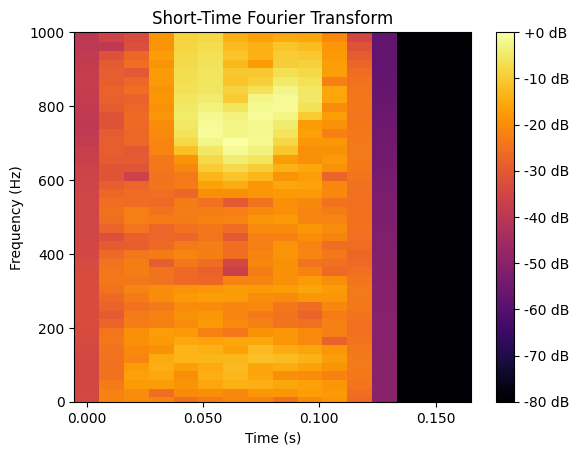 Short-Time Fourier Transform
Frequency (Hz)
1000
800
600
400
200
0
0.000
0.050
0.100
0.150
Time (s)
+0 dB
-10 dB
-20 dB
-30 dB
-40 dB
-50 dB
-60 dB
-70 dB
-80 dB